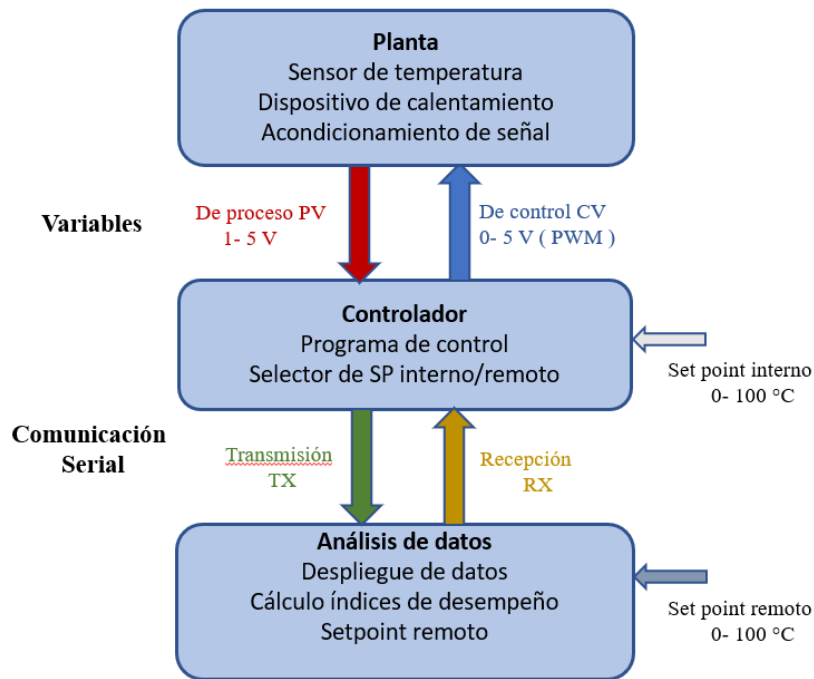 Planta
Sensor de temperatura
Dispositivo de calentamiento
Acondicionamiento de señal
Variables
De proceso PV
1- 5 V
De control CV
0- 5 V ( PWM )
Controlador
Programa de control
Selector de SP interno/remoto
Set point interno
0- 100 °C
Comunicación
Serial
Transmisión
TX
Recepción
RX
Análisis de datos
Despliegue de datos
Cálculo índices de desempeño
Setpoint remoto
Set point remoto
0- 100 °C